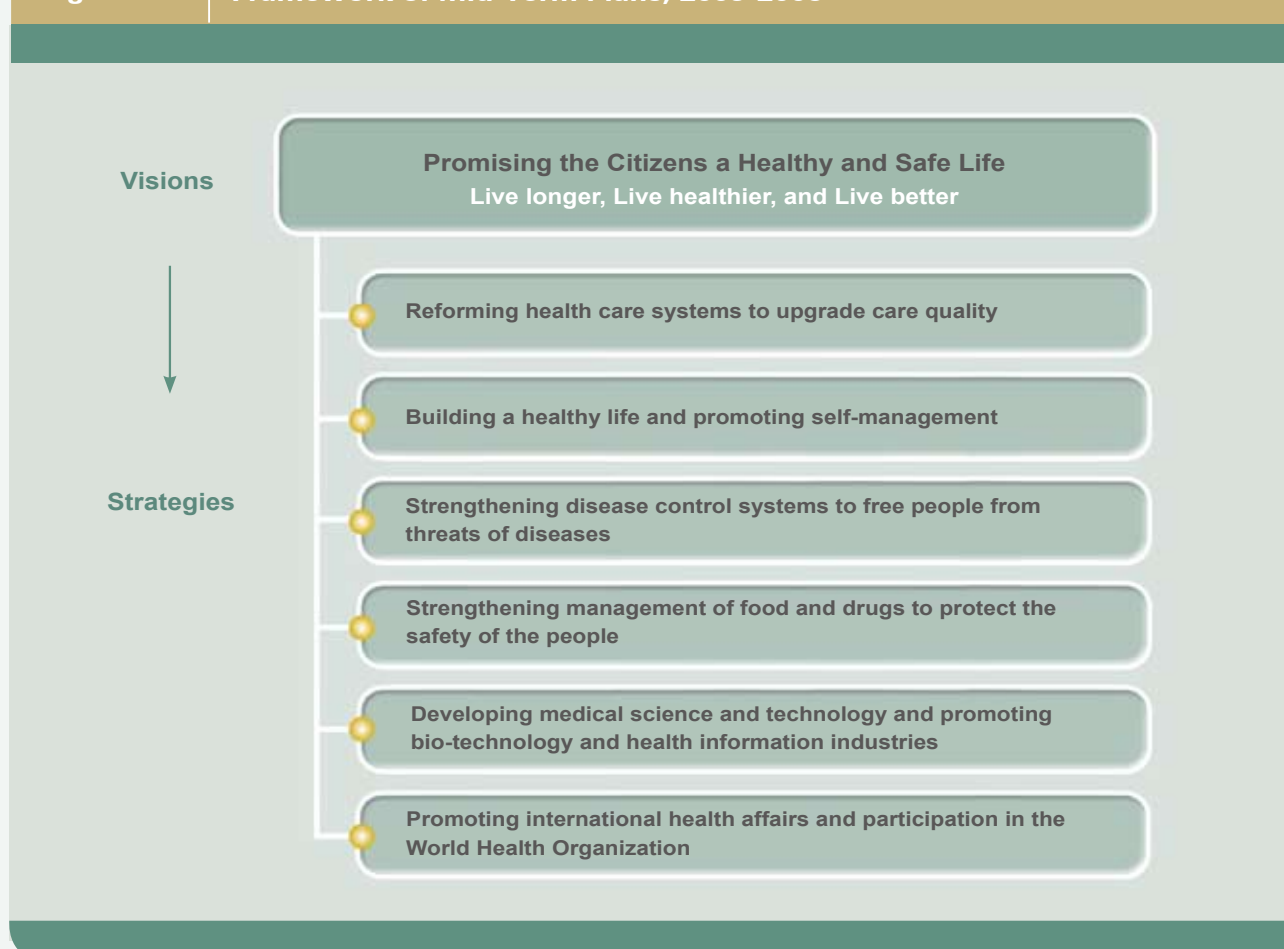 Visions
Promising the Citizens a Healthy and Safe Life
Live longer, Live healthier, and Live better
Strategies
Reforming health care systems to upgrade care quality
Building a healthy life and promoting self-management
Strengthening disease control systems to free people from
threats of diseases
Strengthening management of food and drugs to protect the
safety of the people
Developing medical science and technology and promoting
bio-technology and health information industries
Promoting international health affairs and participation in the
World Health Organization